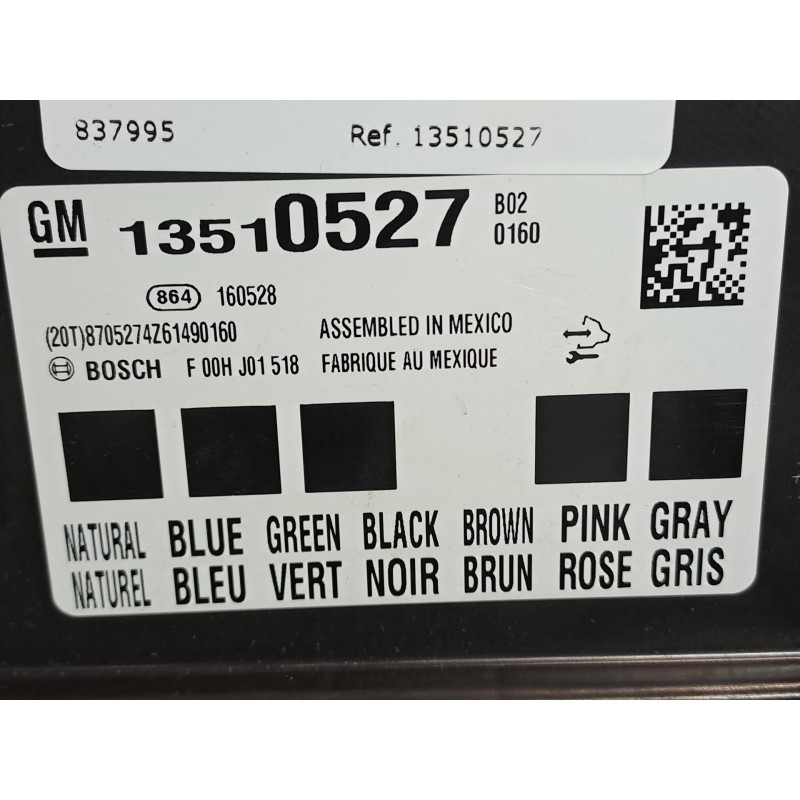 837995 Ref. 13510527
GM 13510527 B02
0160
864 160528
(20T)8705274Z61490160 ASSEMBLED IN MEXICO
BOSCH F 00H J01 518 FABRIQUE AU MEXIQUE
NATURAL BLUE GREEN BLACK BROWN PINK GRAY
NATUREL BLEU VERT NOIR BRUN ROSE GRIS